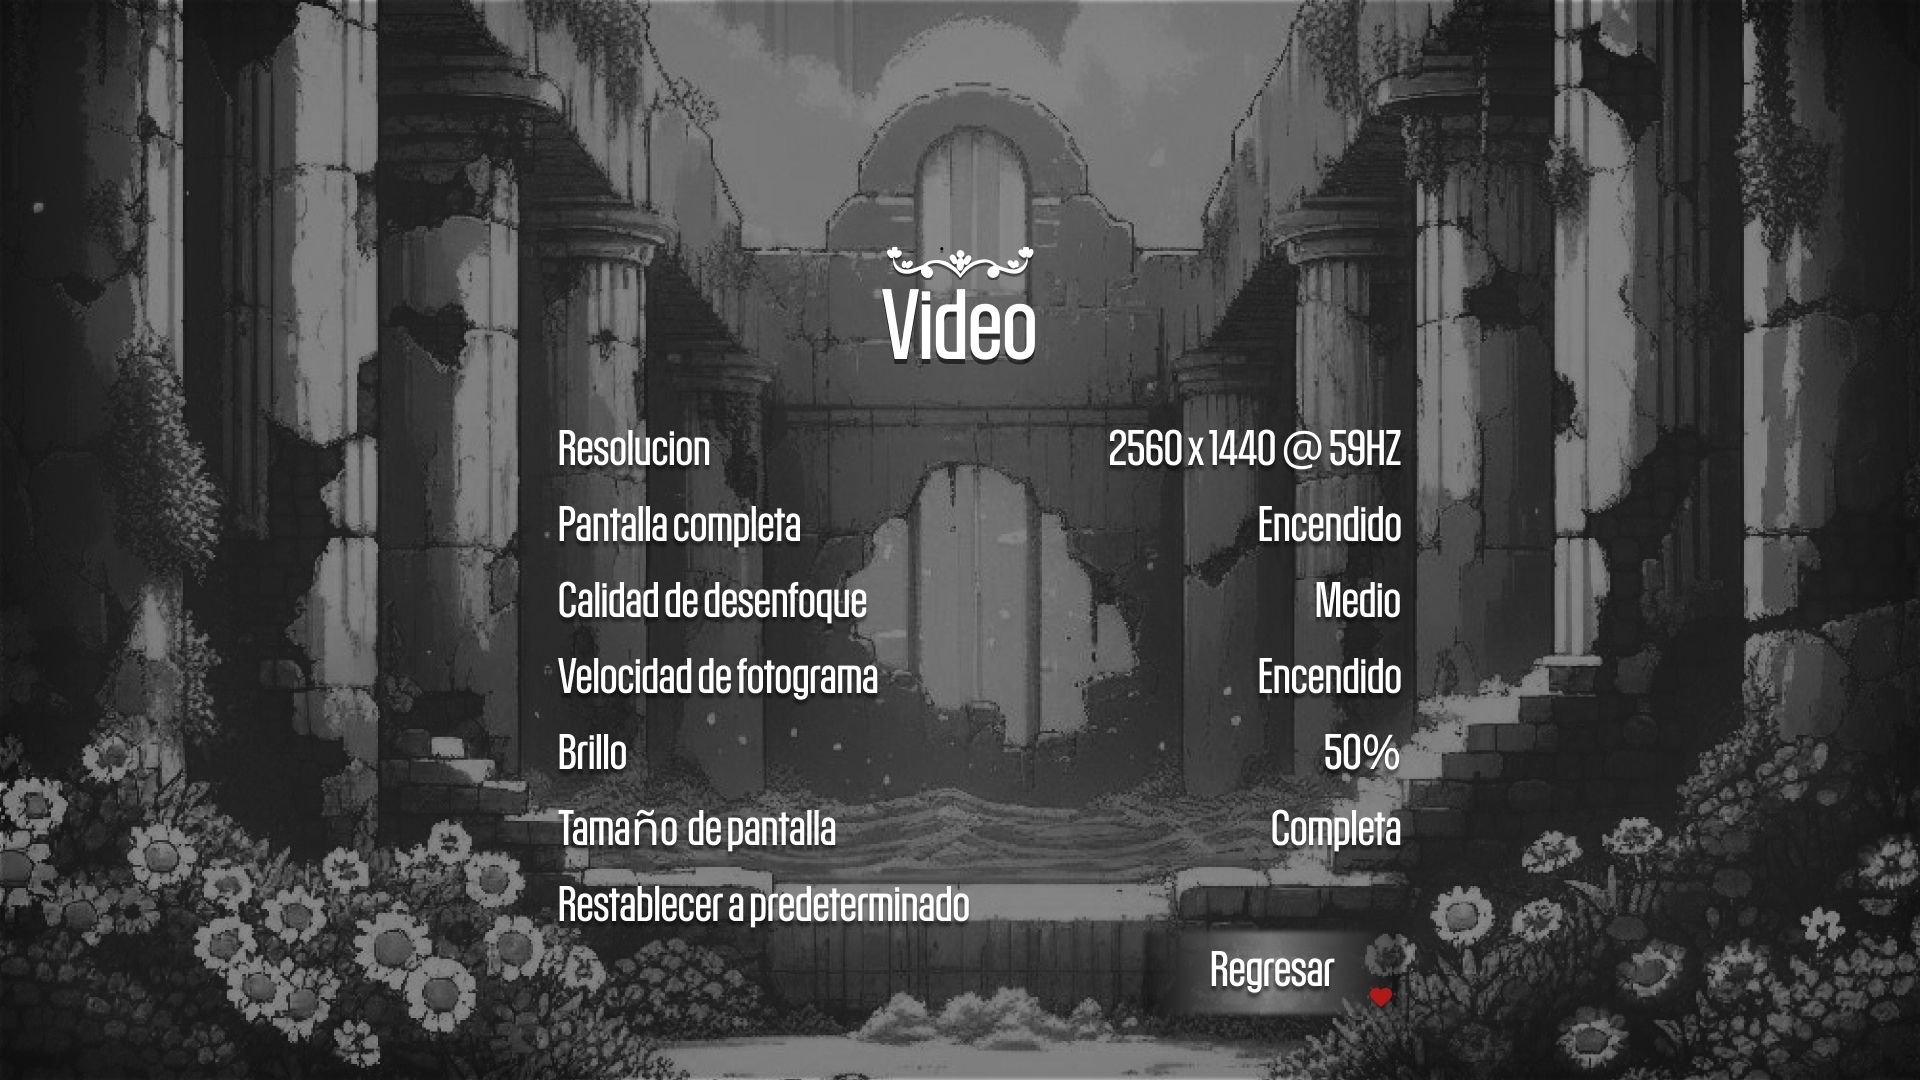 Video
Resolucion 2560 x 1440 @ 59HZ
Pantalla completa Encendido
Calidad de desenfoque Medio
Velocidad de fotograma Encendido
Brillo 50%
Tamaño de pantalla Completa
Restablecer a predeterminado
Regresar